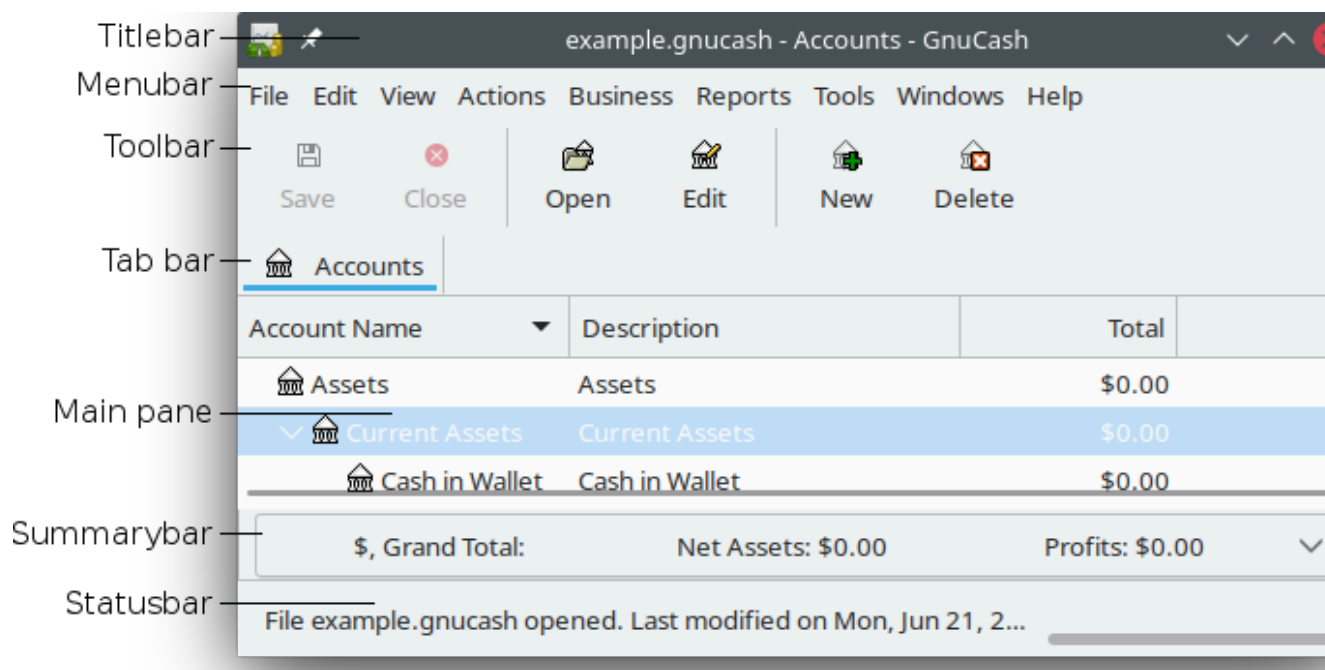 Titlebar
example.gnucash - Accounts - GnuCash
Menubar
File Edit View Actions Business Reports Tools Windows Help
Toolbar
Save Close Open Edit New Delete
Tab bar
Accounts
Account Name Description Total
Assets Assets $0.00
Main pane
Current Assets Current Assets $0.00
Cash in Wallet Cash in Wallet $0.00
Summarybar
$, Grand Total: Net Assets: $0.00 Profits: $0.00
Statusbar
File example.gnucash opened. Last modified on Mon, Jun 21, 2...